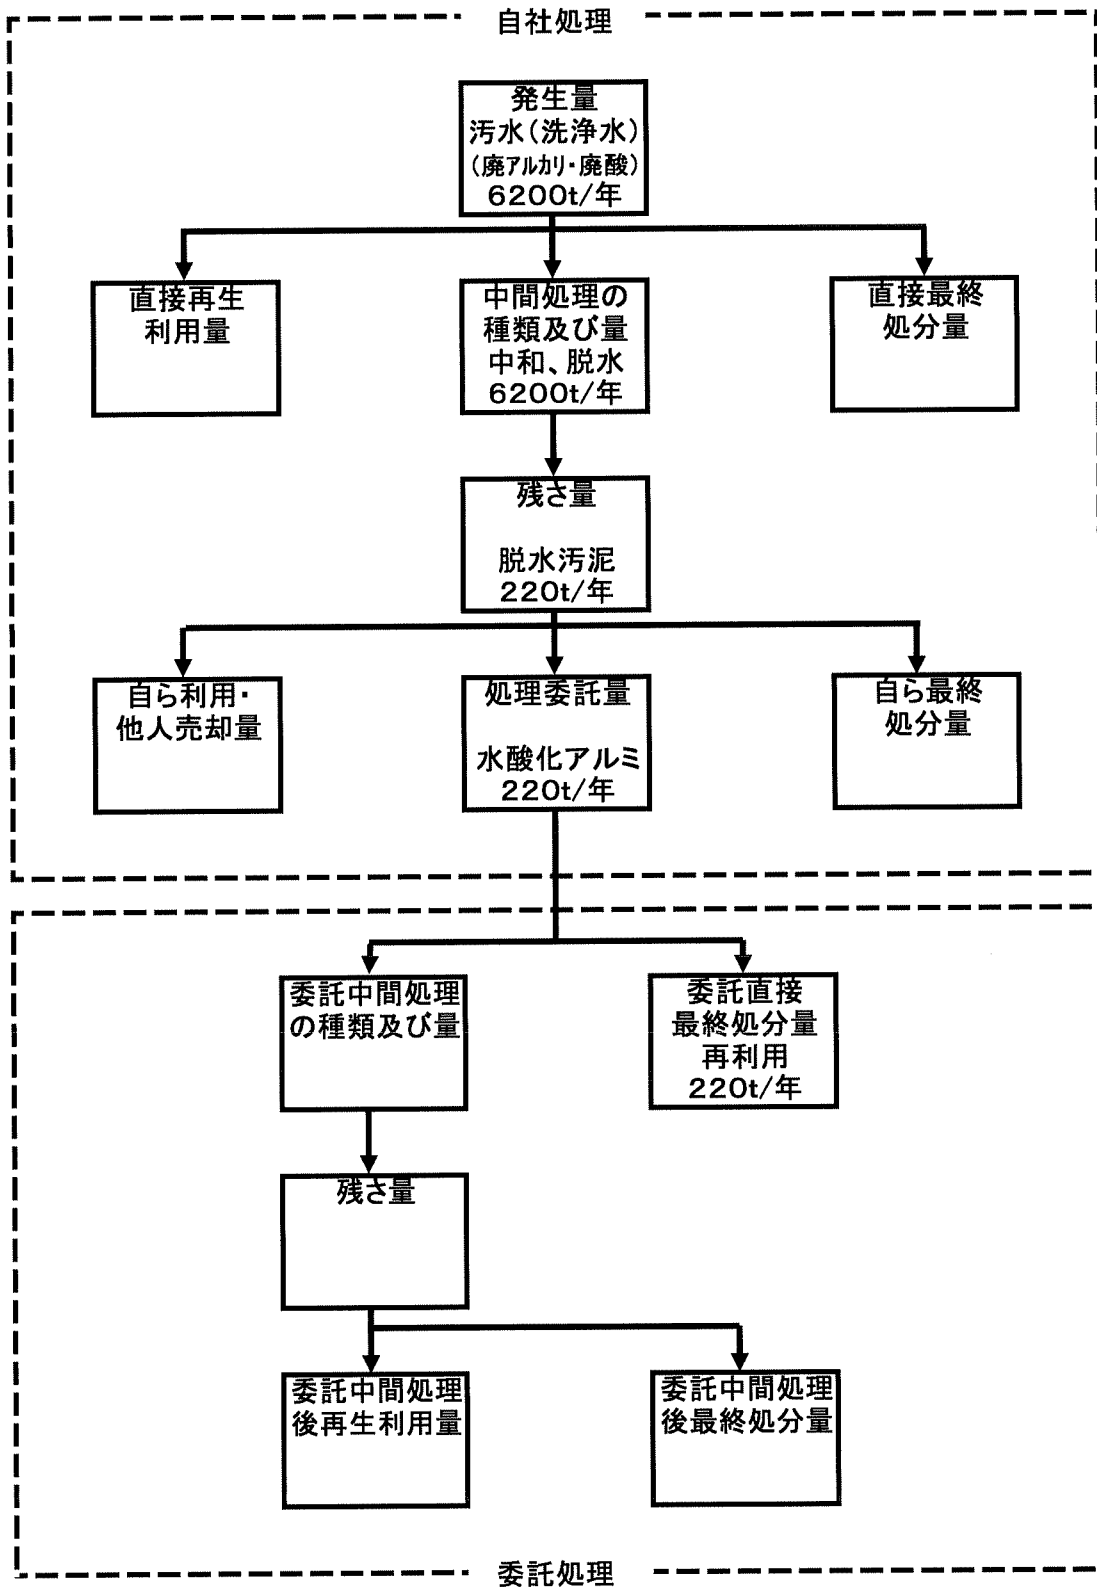 自社処理
発生量
汚水（洗浄水）
（廃アルカリ・廃酸）
6200t/年
直接再生
利用量
中間処理の
種類及び量
中和、脱水
6200t/年
直接最終
処分量
残さ量
脱水汚泥
220t/年
自ら利用・
他人売却量
処理委託量
水酸化アルミ
220t/年
自ら最終
処分量
委託中間処理
の種類及び量
委託直接
最終処分量
再利用
220t/年
残さ量
委託中間処理
後再生利用量
委託中間処理
後最終処分量
委託処理